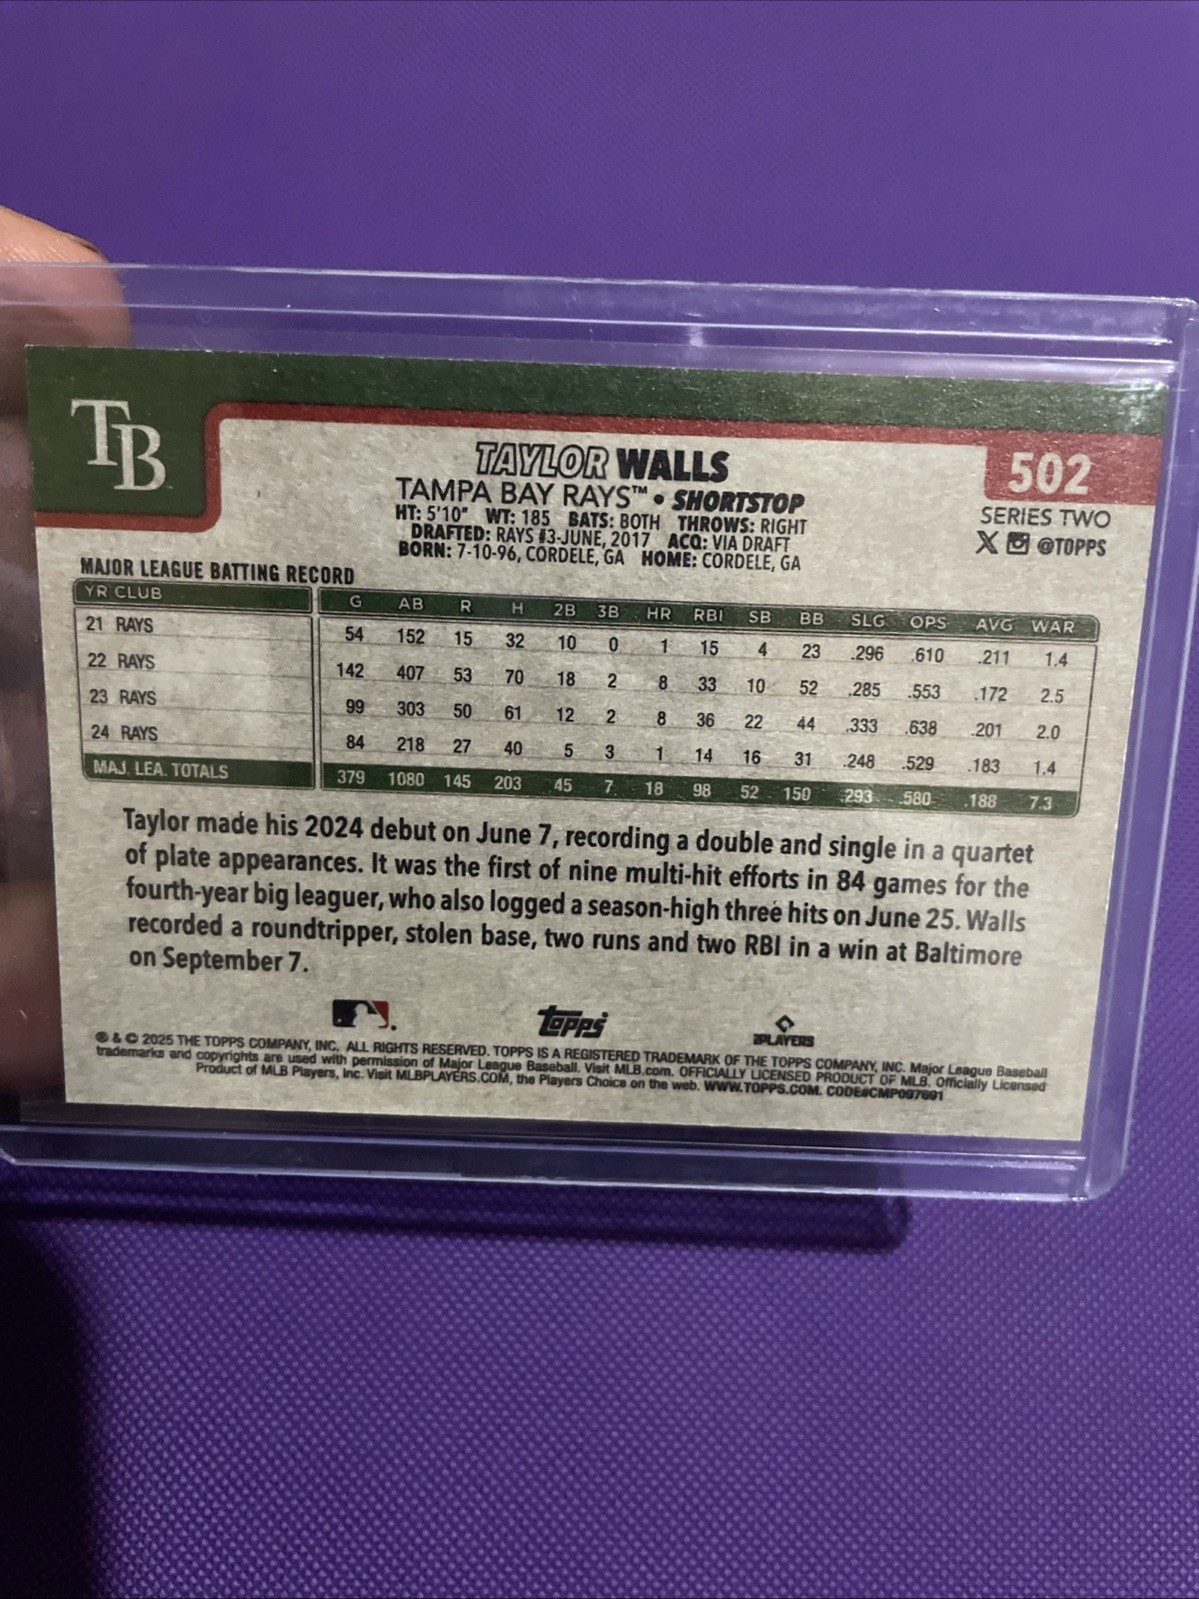 TB
TAYLOR WALLS
502
TAMPA BAY RAYS™ • SHORTSTOP
SERIES TWO
HT: 5'10" WT: 185 BATS: BOTH THROWS: RIGHT
X @TOPPS
DRAFTED: RAYS #3-JUNE, 2017 ACQ: VIA DRAFT
BORN: 7-10-96, CORDELE, GA HOME: CORDELE, GA
MAJOR LEAGUE BATTING RECORD
YR CLUB G AB R H 2B 3B HR RBI SB BB SLG OPS AVG WAR
21 RAYS 54 152 15 32 10 0 1 15 4 23 .296 .610 .211 1.4
22 RAYS 142 407 53 70 18 2 8 33 10 52 .285 .553 .172 2.5
23 RAYS 99 303 50 61 12 2 8 36 22 44 .333 .638 .201 2.0
24 RAYS 84 218 27 40 5 3 1 14 16 31 .248 .529 .183 1.4
MAJ. LEA. TOTALS 379 1080 145 203 45 7 18 98 52 150 .293 .580 .188 7.3
Taylor made his 2024 debut on June 7, recording a double and single in a quartet
of plate appearances. It was the first of nine multi-hit efforts in 84 games for the
fourth-year big leaguer, who also logged a season-high three hits on June 25. Walls
recorded a roundtripper, stolen base, two runs and two RBI in a win at Baltimore
on September 7.
topps
PLAYERS
® & © 2025 THE TOPPS COMPANY, INC. ALL RIGHTS RESERVED. TOPPS IS A REGISTERED TRADEMARK OF THE TOPPS COMPANY, INC. Major League Baseball
trademarks and copyrights are used with permission of Major League Baseball. Visit MLB.com. OFFICIALLY LICENSED PRODUCT OF MLB. Officially Licensed
Product of MLB Players, Inc. Visit MLBPLAYERS.COM, the Players Choice on the web. WWW.TOPPS.COM. CODE#CMP097691